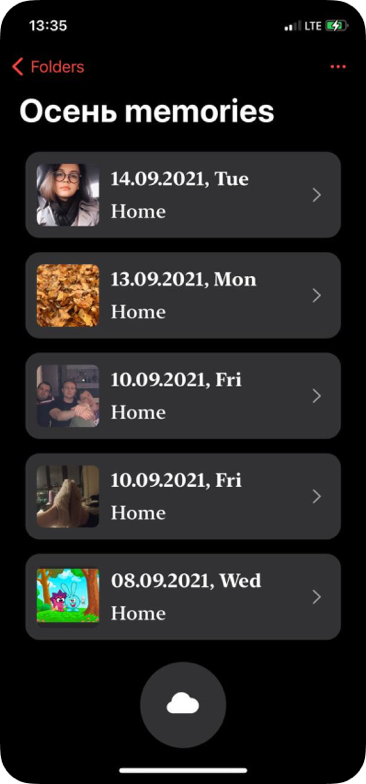 13:35
LTE
Folders
Осень memories
14.09.2021, Tue
Home
13.09.2021, Mon
Home
10.09.2021, Fri
Home
10.09.2021, Fri
Home
08.09.2021, Wed
Home